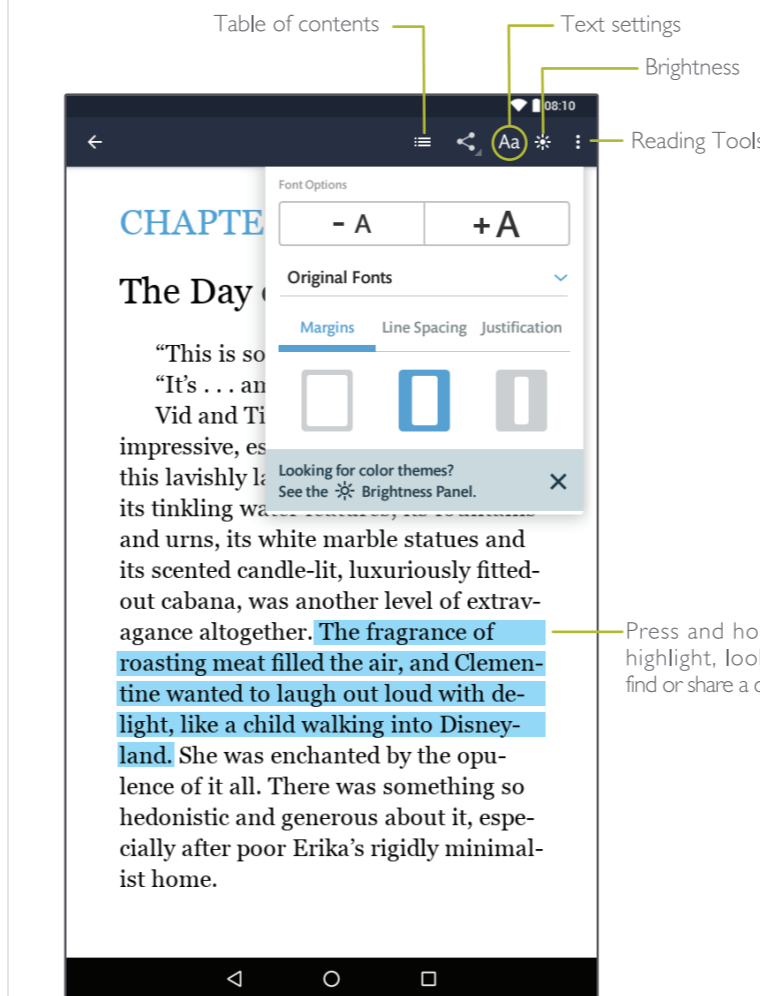 Table of contents
Text settings
Brightness
08:10
Aa
Reading Tools
Font Options
- A
+ A
Original Fonts
Margins Line Spacing Justification
Looking for color themes?
See the Brightness Panel.
CHAPTE
The Day
“This is so
“It’s . . . an
Vid and Ti
impressive, es
this lavishly la
its tinkling
and urns, its white marble statues and
its scented candle-lit, luxuriously fitted-
out cabana, was another level of extrav-
agance altogether. The fragrance of
roasting meat filled the air, and Clemen-
tine wanted to laugh out loud with de-
light, like a child walking into Disney-
land. She was enchanted by the opu-
lence of it all. There was something so
hedonistic and generous about it, espe-
cially after poor Erika’s rigidly minimal-
ist home.
Press and ho
highlight, loo
find or share a